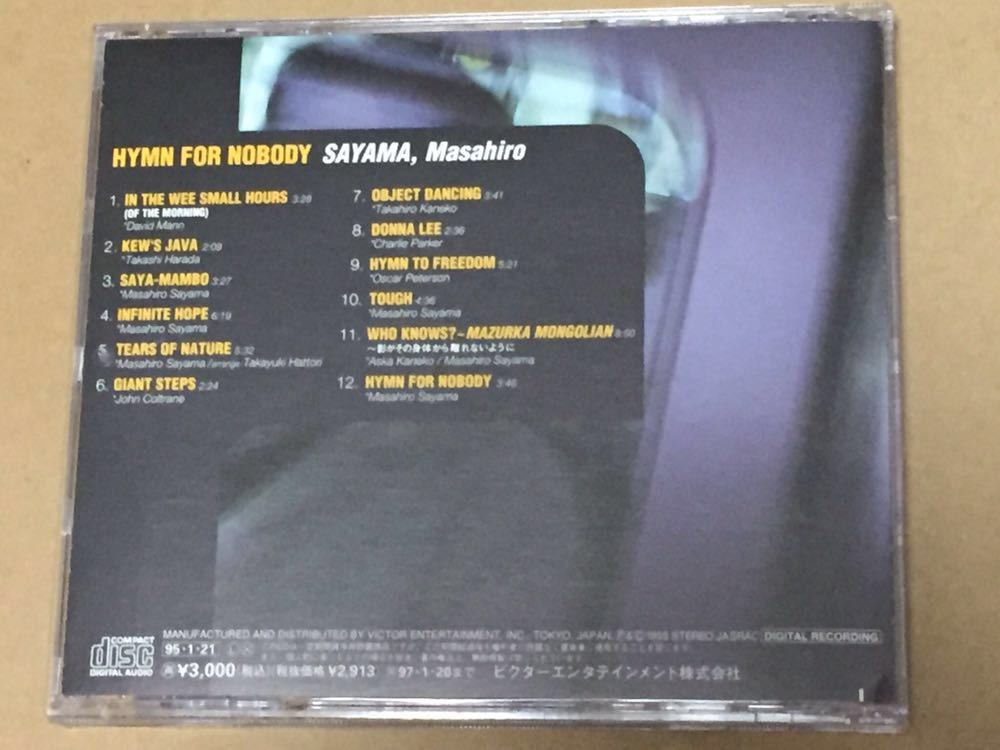 HYMN FOR NOBODY SAYAMA, Masahiro
1. IN THE WEE SMALL HOURS 3:28
(OF THE MORNING)
*David Mann
2. KEW'S JAVA 2:09
*Takashi Harada
3. SAYA-MAMBO 3:27
*Masahiro Sayama
4. INFINITE HOPE 6:19
*Masahiro Sayama
5. TEARS OF NATURE 5:32
*Masahiro Sayama /arrange Takayuki Hattori
6. GIANT STEPS 2:24
*John Coltrane
7. OBJECT DANCING 5:41
*Takahiro Kaneko
8. DONNA LEE 2:36
*Charlie Parker
9. HYMN TO FREEDOM 5:21
*Oscar Peterson
10. TOUGH 4:36
*Masahiro Sayama
11. WHO KNOWS?~MAZURKA MONGOLIAN 8:50
~影がその身体から離れないように
*Aska Kaneko / Masahiro Sayama
12. HYMN FOR NOBODY 3:46
*Masahiro Sayama
COMPACT
disc
DIGITAL AUDIO
MANUFACTURED AND DISTRIBUTED BY VICTOR ENTERTAINMENT, INC., TOKYO, JAPAN. P & C 1995 STEREO JASRAC DIGITAL RECORDING
95・1・21
¥3,000 (税込) 税抜価格 ¥2,913 97・1・20まで ビクターエンタテインメント株式会社